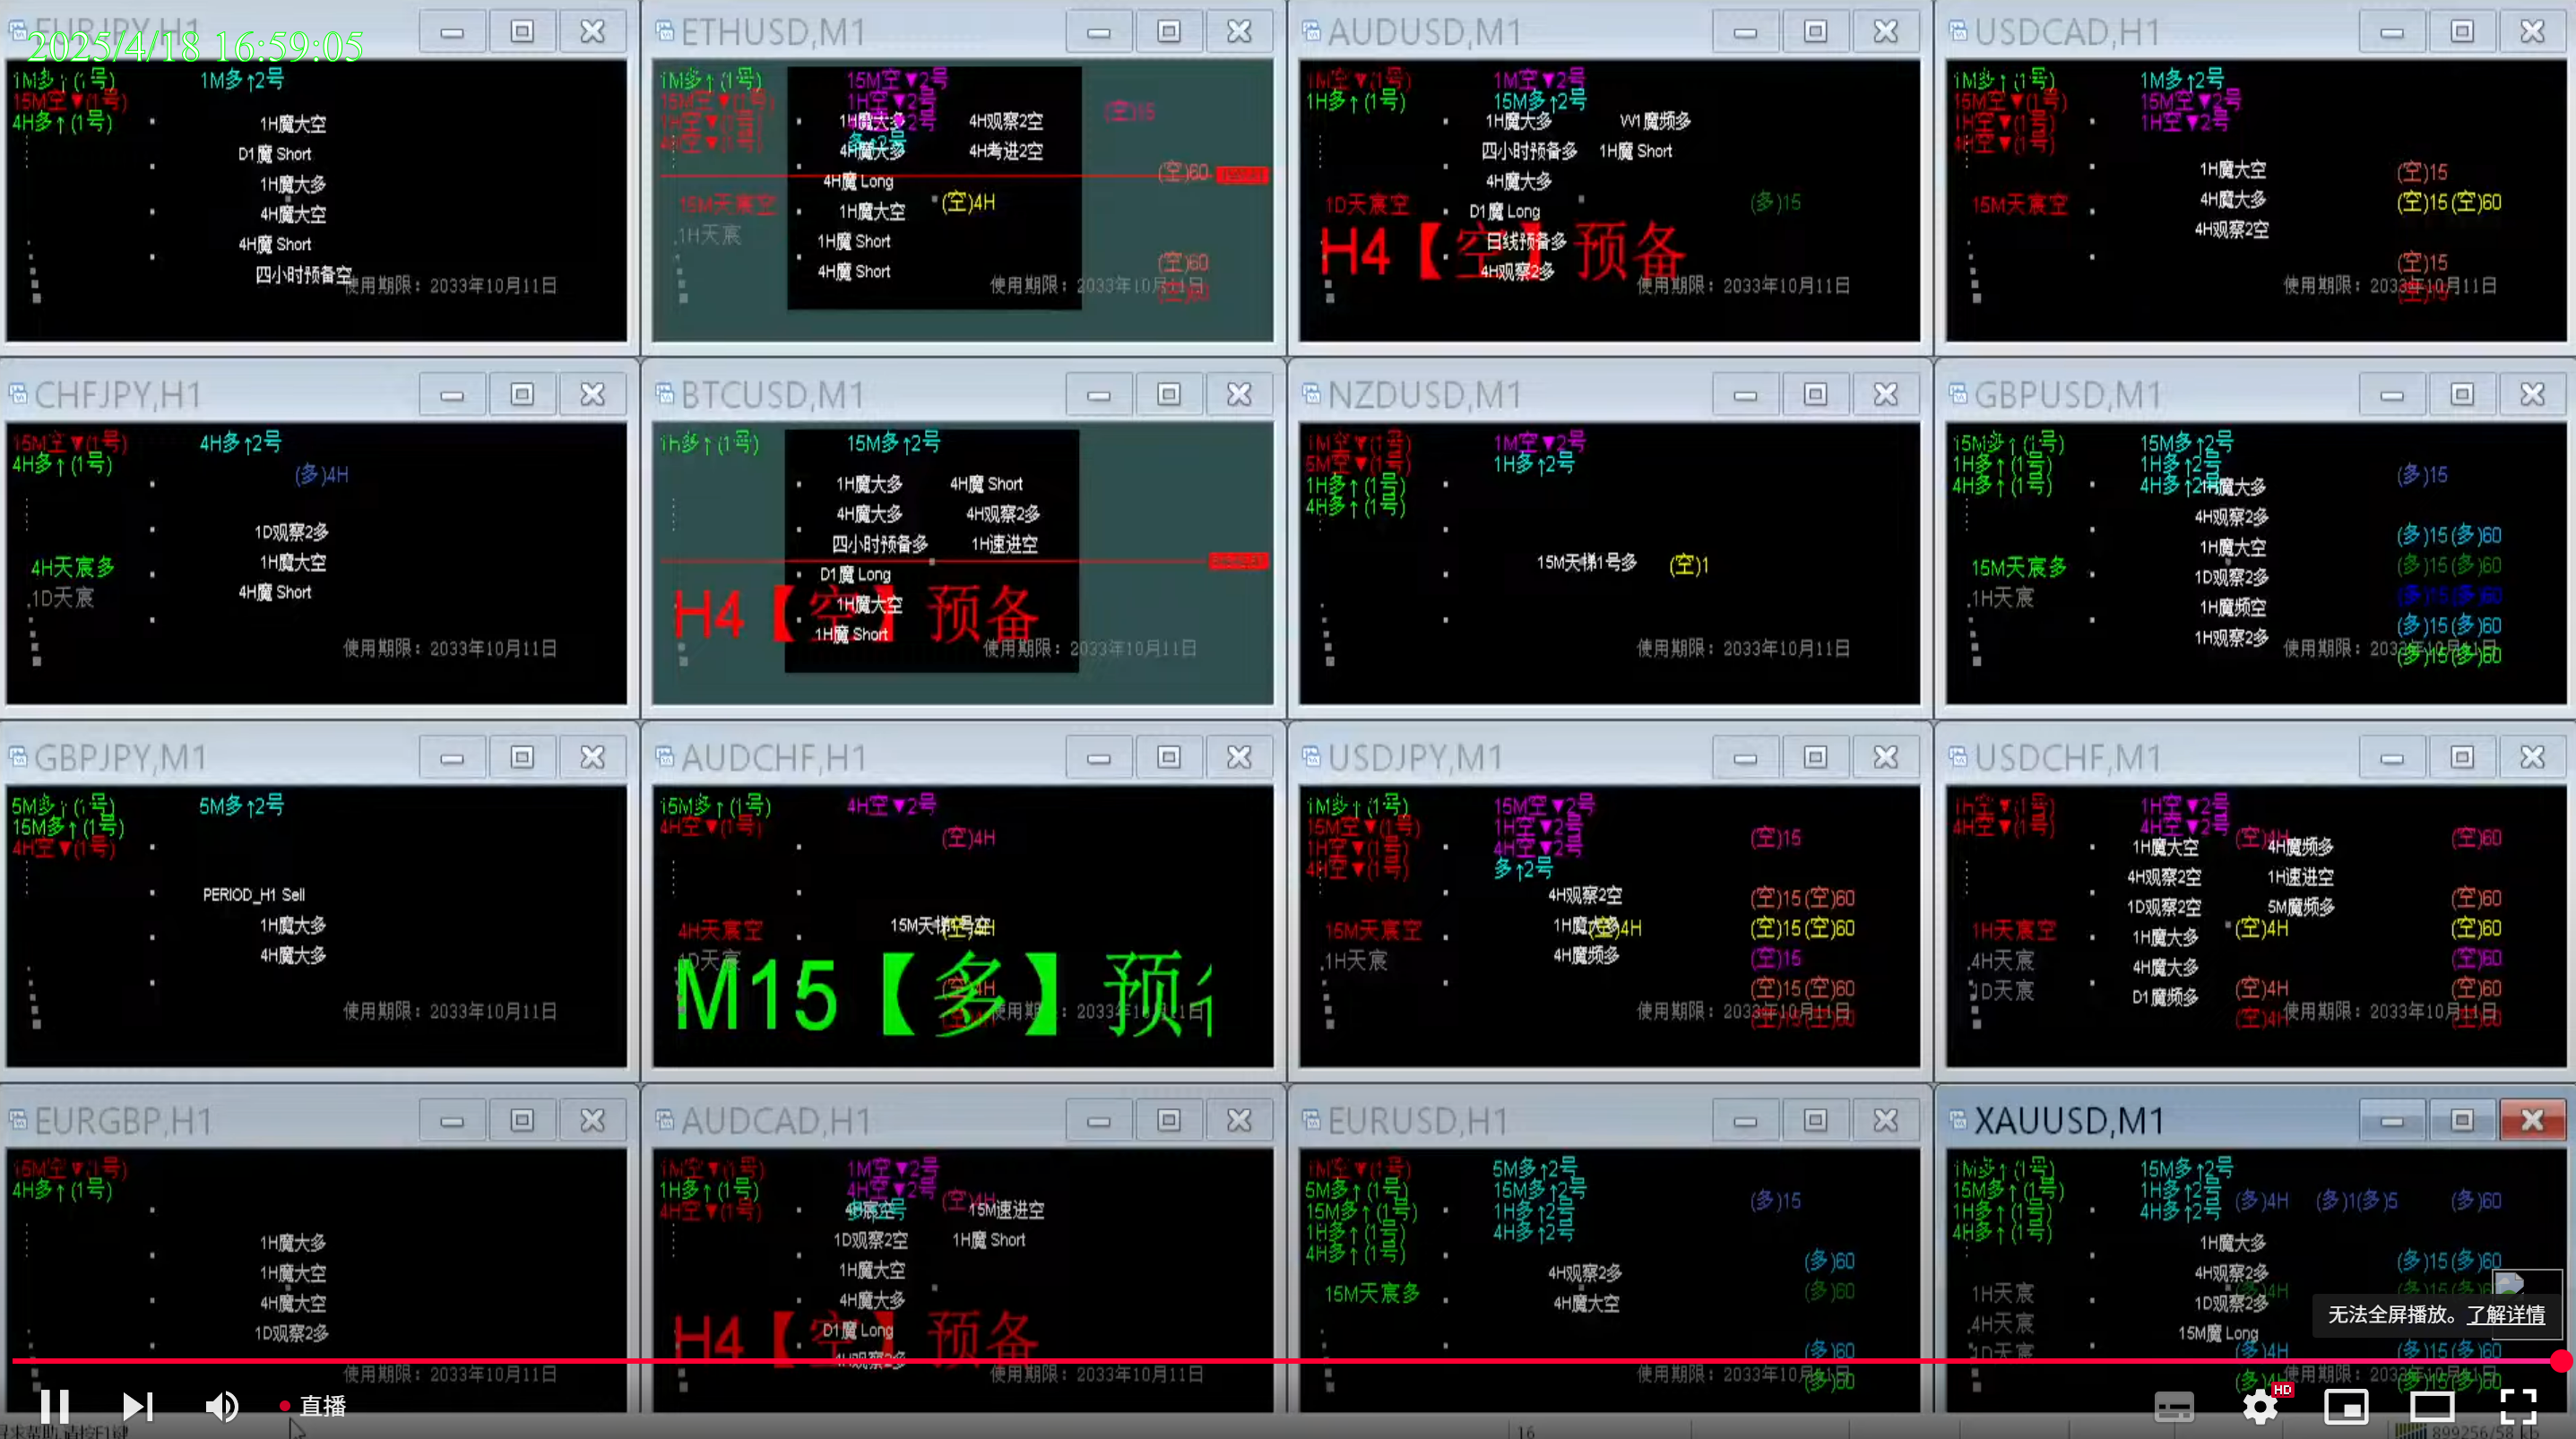 EURJPY,H1
2025/4/18 16:59:05
1M多↑(1号)
1M多↑2号
15M空▼(1号)
4H多↑(1号)
1H魔大空
D1魔 Short
1H魔大多
4H魔大空
4H魔 Short
四小时预备空
使用期限：2033年10月11日
ETHUSD,M1
1M多↑(1号)
15M空▼2号
15M空▼(1号)
1H空▼2号
(空)15
1H魔大多
4H观察2空
4H魔大多
4H考进2空
(空)60
4H魔 Long
15M天宸空
1H魔大空
(空)4H
.1H天宸
1H魔 Short
(空)60
4H魔 Short
(空)60
使用期限：2033年10月11日
AUDUSD,M1
1M空▼(1号)
1M空▼2号
1H多↑(1号)
15M多↑2号
1H魔大多
W1魔频多
四小时预备多
1H魔 Short
4H魔大多
1D天宸空
(多)15
D1魔 Long
H4【空】预备
日线预备多
4H观察2多
使用期限：2033年10月11日
USDCAD,H1
1M多↑(1号)
1M多↑2号
15M空▼(1号)
15M空▼2号
1H空▼(1号)
1H空▼2号
4H空▼(1号)
1H魔大空
(空)15
4H魔大多
(空)15(空)60
15M天宸空
4H观察2空
(空)15
(空)15
使用期限：2033年10月11日
CHFJPY,H1
15M空▼(1号)
4H多↑2号
4H多↑(1号)
(多)4H
1D观察2多
1H魔大空
4H天宸多
4H魔 Short
.1D天宸
使用期限：2033年10月11日
BTCUSD,M1
1h多↑(1号)
15M多↑2号
1H魔大多
4H魔 Short
4H魔大多
4H观察2多
四小时预备多
1H速进空
D1魔 Long
1H魔大空
H4【空】预备
1H魔 Short
使用期限：2033年10月11日
NZDUSD,M1
1M空▼(1号)
1M空▼2号
5M空▼(1号)
1H多↑2号
1H多↑(1号)
4H多↑(1号)
15M天梯1号多
(空)1
使用期限：2033年10月11日
GBPUSD,M1
15M多↑(1号)
15M多↑2号
1H多↑(1号)
1H多↑2号
4H多↑(1号)
4H多↑2号
(多)15
1H魔大多
4H观察2多
(多)15(多)60
1H魔大空
15M天宸多
(多)15(多)60
1D观察2多
.1H天宸
(多)15(多)60
1H魔频空
(多)15(多)60
1H观察2多
(多)15(多)60
使用期限：2033年10月11日
GBPJPY,M1
5M多↑(1号)
5M多↑2号
15M多↑(1号)
4H空▼(1号)
PERIOD_H1 Sell
1H魔大多
4H魔大多
使用期限：2033年10月11日
AUDCHF,H1
15M多↑(1号)
4H空▼2号
4H空▼(1号)
(空)4H
15M天梯1号空
(空)4H
4H天宸空
.1D天宸
M15【多】预
(空)4H
使用期限：2033年10月11日
USDJPY,M1
1M多↑(1号)
15M空▼2号
15M空▼(1号)
1H空▼2号
1H空▼(1号)
4H空▼2号
4H空▼(1号)
多↑2号
(空)15
4H观察2空
(空)15(空)60
1H魔大多
(空)4H
(空)15(空)60
15M天宸空
4H魔频多
(空)15
.1H天宸
(空)15(空)60
(空)15(空)60
使用期限：2033年10月11日
USDCHF,M1
1h空▼(1号)
1H空▼2号
4H空▼(1号)
4H空▼2号
(空)4H
(空)60
1H魔大空
4H魔频多
4H观察2空
1H速进空
(空)60
1D观察2空
5M魔频多
1H天宸空
1H魔大多
(空)4H
(空)60
.4H天宸
4H魔大多
(空)60
1D天宸
D1魔频多
(空)4H
(空)60
(空)4H
(空)60
使用期限：2033年10月11日
EURGBP,H1
15M空▼(1号)
4H多↑(1号)
1H魔大多
1H魔大空
4H魔大空
1D观察2多
使用期限：2033年10月11日
AUDCAD,H1
1M空▼(1号)
1M空▼2号
1H多↑(1号)
4H空▼2号
4H空▼(1号)
(空)4H
15M速进空
1D观察2空
1H魔 Short
1H魔大空
4H魔大多
D1魔 Long
H4【空】预备
4H观察2多
使用期限：2033年10月11日
EURUSD,H1
1M空▼(1号)
5M多↑2号
5M多↑(1号)
15M多↑2号
15M多↑(1号)
1H多↑2号
1H多↑(1号)
4H多↑2号
4H多↑(1号)
(多)15
(多)60
4H观察2多
15M天宸多
(多)60
4H魔大空
(多)60
(多)60
使用期限：2033年10月11日
XAUUSD,M1
1M多↑(1号)
15M多↑2号
15M多↑(1号)
1H多↑2号
1H多↑(1号)
4H多↑2号
4H多↑(1号)
(多)4H
(多)1(多)5
(多)60
1H魔大多
(多)15(多)60
4H观察2多
1H天宸
1D观察2多
.4H天宸
15M魔 Long
1D天宸
(多)4H
(多)15(多)60
使用期限：2033年10月11日
无法全屏播放。了解详情
直播
HD
16
899256/58 kb